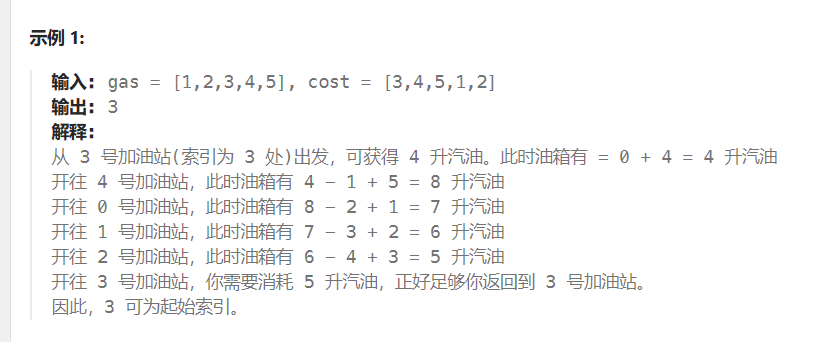 示例 1:
输入: gas = [1,2,3,4,5], cost = [3,4,5,1,2]
输出: 3
解释:
从 3 号加油站(索引为 3 处)出发，可获得 4 升汽油。此时油箱有 = 0 + 4 = 4 升汽油
开往 4 号加油站，此时油箱有 4 - 1 + 5 = 8 升汽油
开往 0 号加油站，此时油箱有 8 - 2 + 1 = 7 升汽油
开往 1 号加油站，此时油箱有 7 - 3 + 2 = 6 升汽油
开往 2 号加油站，此时油箱有 6 - 4 + 3 = 5 升汽油
开往 3 号加油站，你需要消耗 5 升汽油，正好足够你返回到 3 号加油站。
因此，3 可为起始索引。